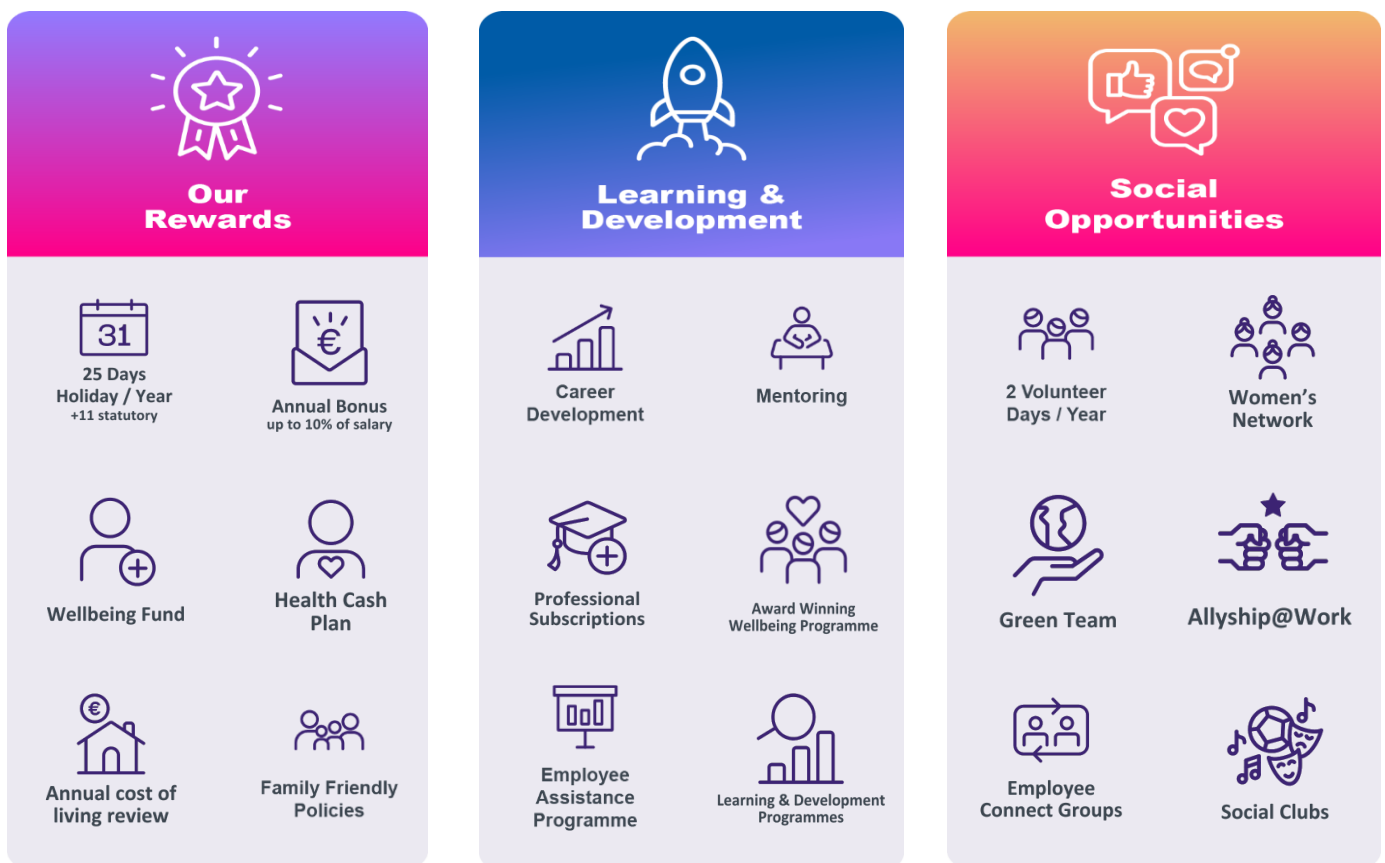 Our
Rewards
31
25 Days
Holiday / Year
+11 statutory
€
Annual Bonus
up to 10% of salary
Wellbeing Fund
Health Cash
Plan
€
Annual cost of
living review
Family Friendly
Policies
Learning &
Development
Career
Development
Mentoring
Professional
Subscriptions
Award Winning
Wellbeing Programme
Employee
Assistance
Programme
Learning & Development
Programmes
Social
Opportunities
2 Volunteer
Days / Year
Women's
Network
Green Team
Allyship@Work
Employee
Connect Groups
Social Clubs